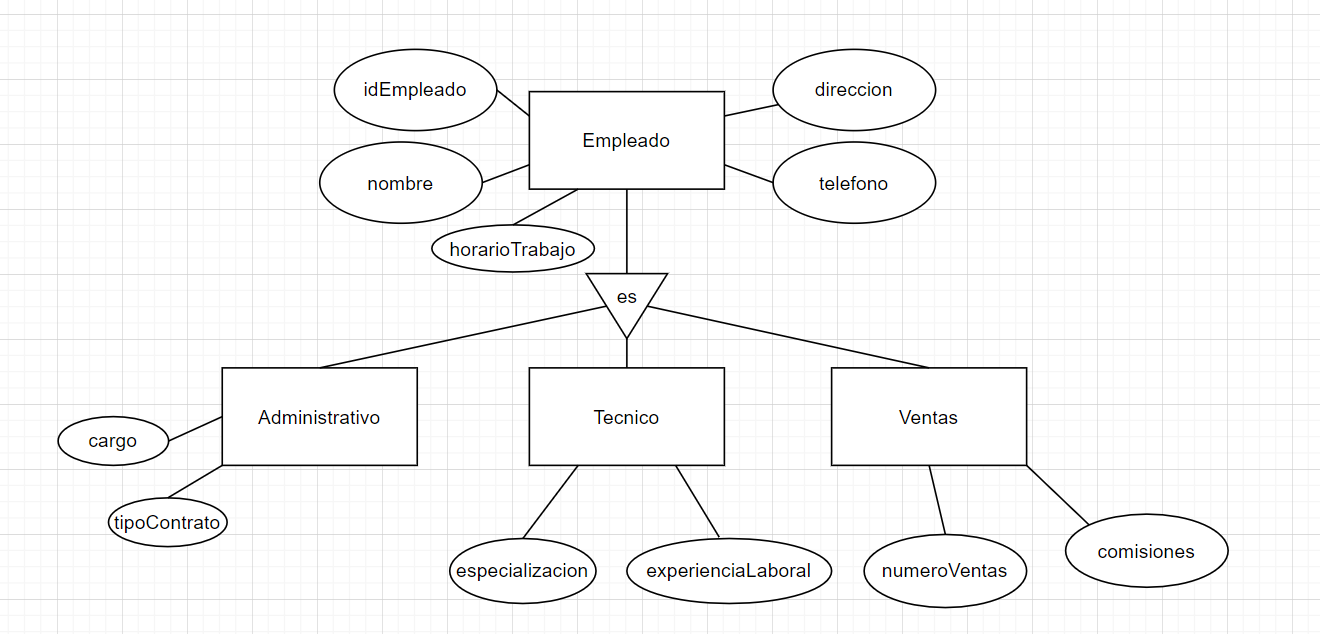 idEmpleado
direccion
Empleado
nombre
telefono
horarioTrabajo
es
Administrativo
Tecnico
Ventas
cargo
tipoContrato
especializacion
experienciaLaboral
numeroVentas
comisiones